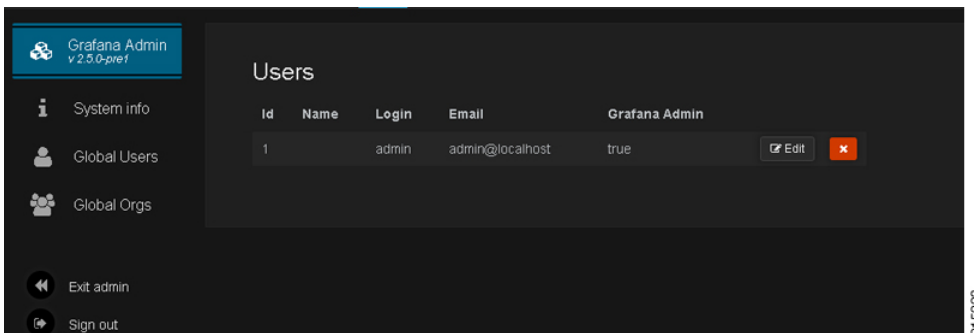 Grafana Admin
v 2.5.0-pre1
System info
Global Users
Global Orgs
Exit admin
Sign out
Users
Id Name Login Email Grafana Admin
1 admin admin@localhost true Edit